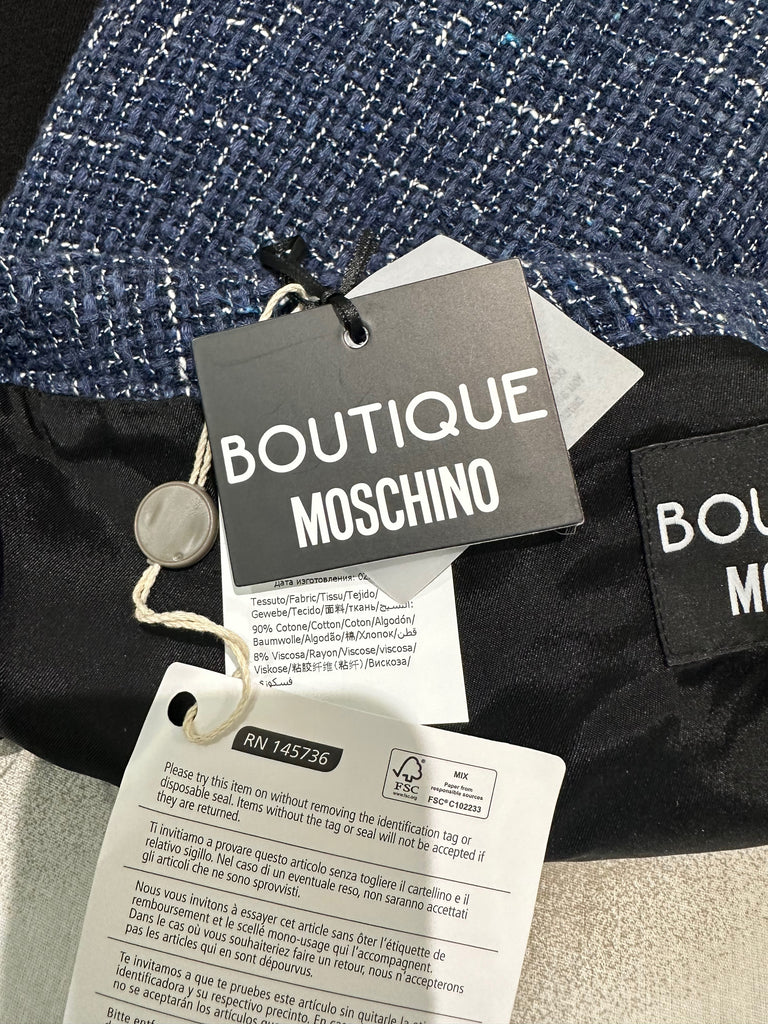 BOUTIQUE
MOSCHINO
BOU
M
Дата изготовления: 02
Tessuto/Fabric/Tissu/Tejido/
Gewebe/Tecido/面料/ткань/النسيج:
90% Cotone/Cotton/Coton/Algodón/
Baumwolle/Algodão/棉/Хлопок/قطن
8% Viscosa/Rayon/Viscose/viscosa/
Viskose/粘胶纤维(粘纤)/Вискоза/
فسكوزي
RN 145736
FSC
www.fsc.org
MIX
Paper from
responsible sources
FSC® C102233
Please try this item on without removing the identification tag or
disposable seal. Items without the tag or seal will not be accepted if
they are returned.
Ti invitiamo a provare questo articolo senza togliere il cartellino e il
relativo sigillo. Nel caso di un eventuale reso, non saranno accettati
gli articoli che ne sono sprovvisti.
Nous vous invitons à essayer cet article sans ôter l'étiquette de
remboursement et le scellé mono-usage qui l'accompagnent.
Dans le cas où vous souhaiteriez faire un retour, nous n'accepterons
pas les articles qui en sont dépourvus.
Te invitamos a que te pruebes este artículo sin quitarle la
identificadora y su respectivo precinto. En caso de
no se aceptarán los artículos que
Bitte